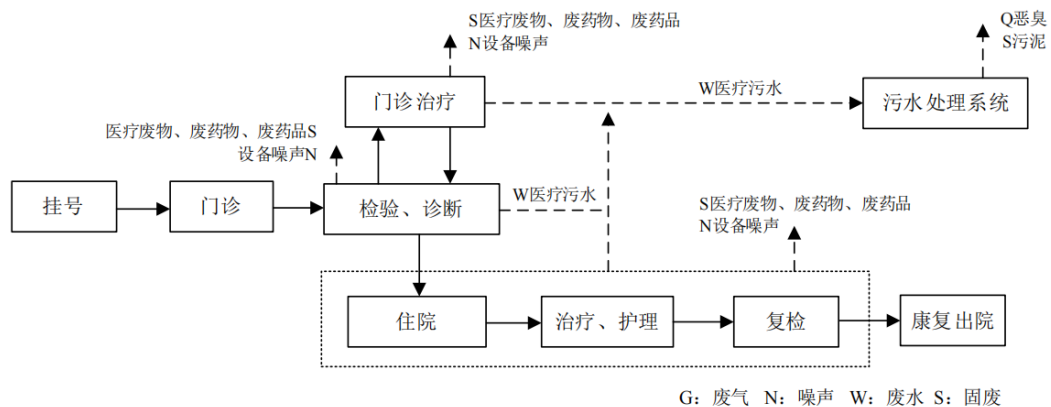 Q恶臭
S污泥
S医疗废物、废药物、废药品
N设备噪声
门诊治疗
W医疗污水
污水处理系统
医疗废物、废药物、废药品S
设备噪声N
挂号
门诊
检验、诊断
W医疗污水
S医疗废物、废药物、废药品
N设备噪声
住院
治疗、护理
复检
康复出院
G：废气 N：噪声 W：废水 S：固废